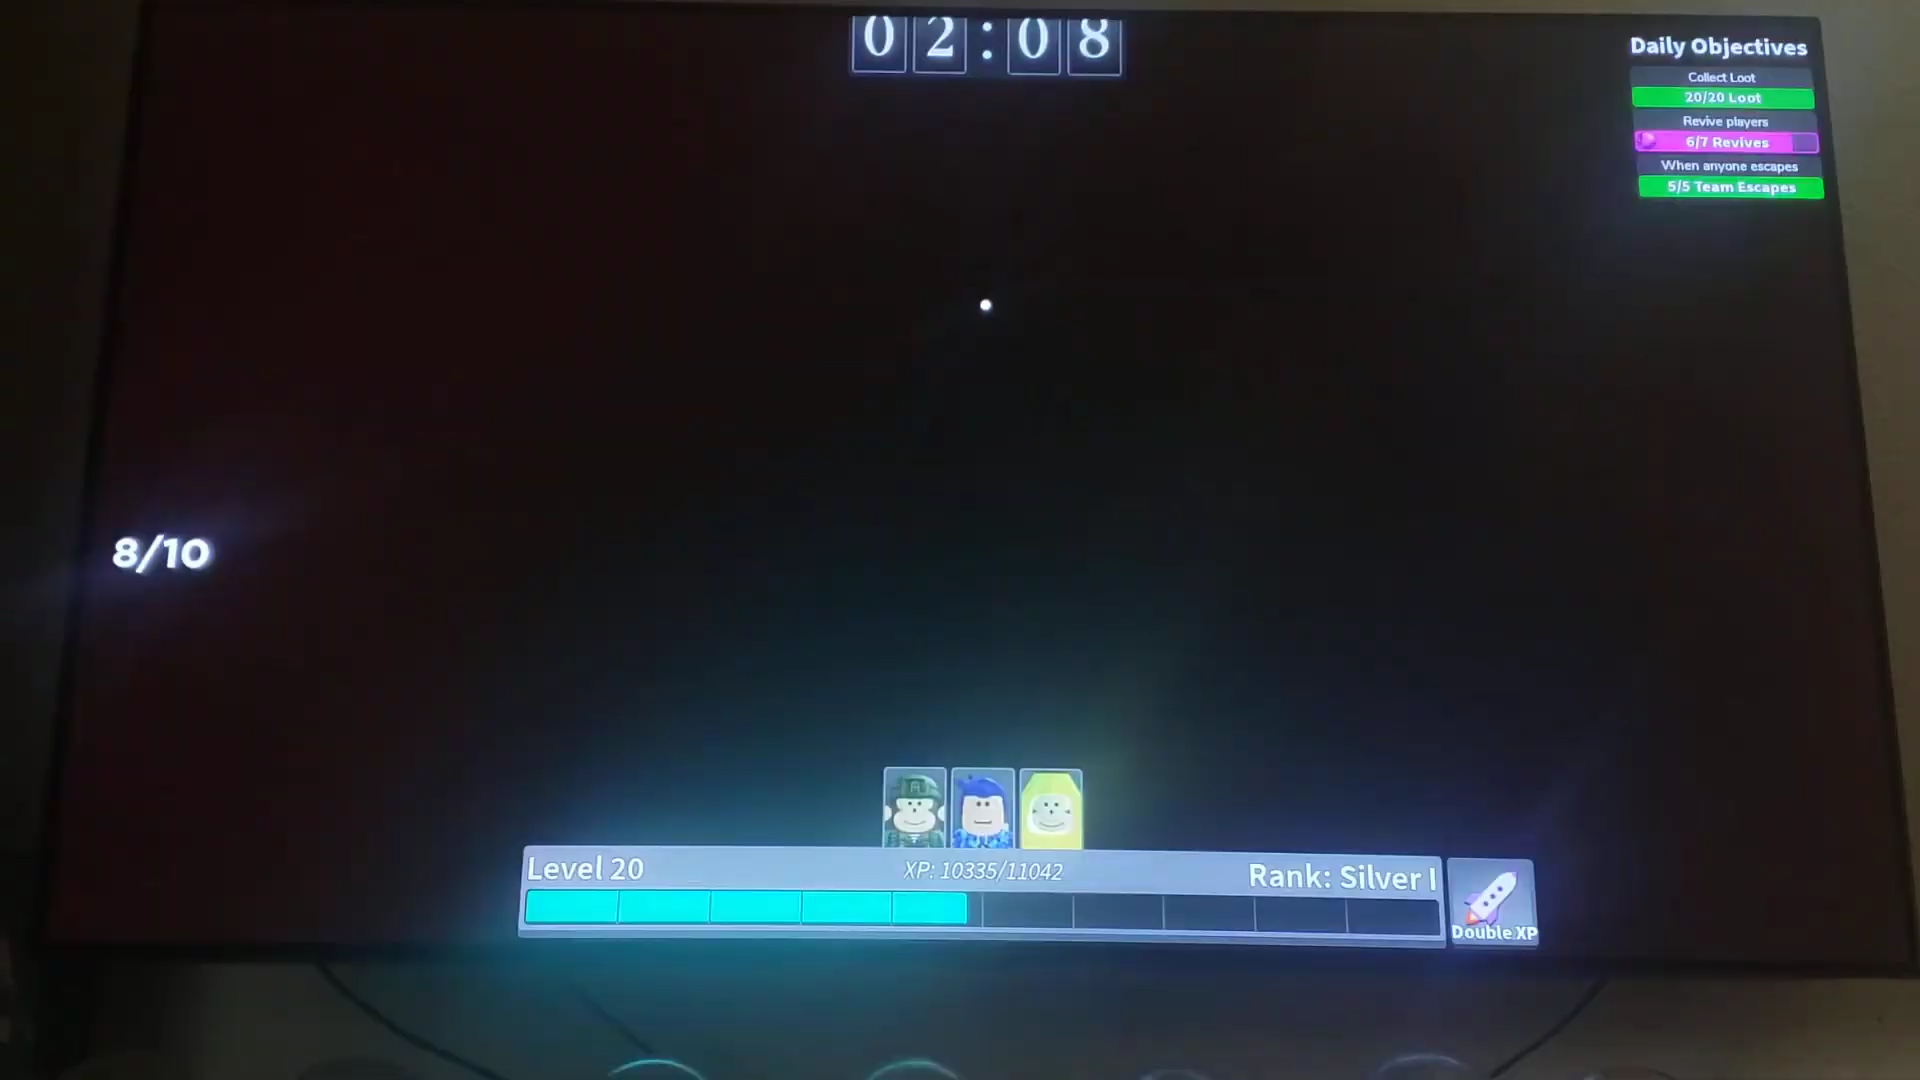 02:08
Daily Objectives
Collect Loot
20/20 Loot
Revive players
6/7 Revives
When anyone escapes
5/5 Team Escapes
8/10
Level 20
XP: 10335/11042
Rank: Silver I
Double XP